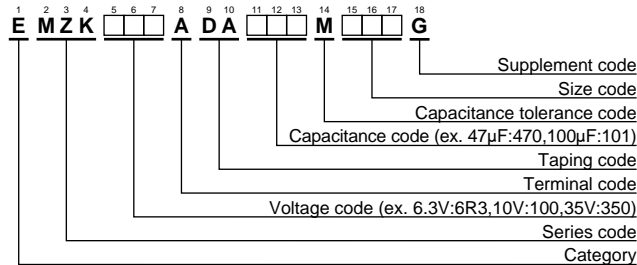 1 2 3 4 5 6 7 8 9 10 11 12 13 14 15 16 17 18
E M Z K A D A M G
Supplement code
Size code
Capacitance tolerance code
Capacitance code (ex. 47µF:470,100µF:101)
Taping code
Terminal code
Voltage code (ex. 6.3V:6R3,10V:100,35V:350)
Series code
Category